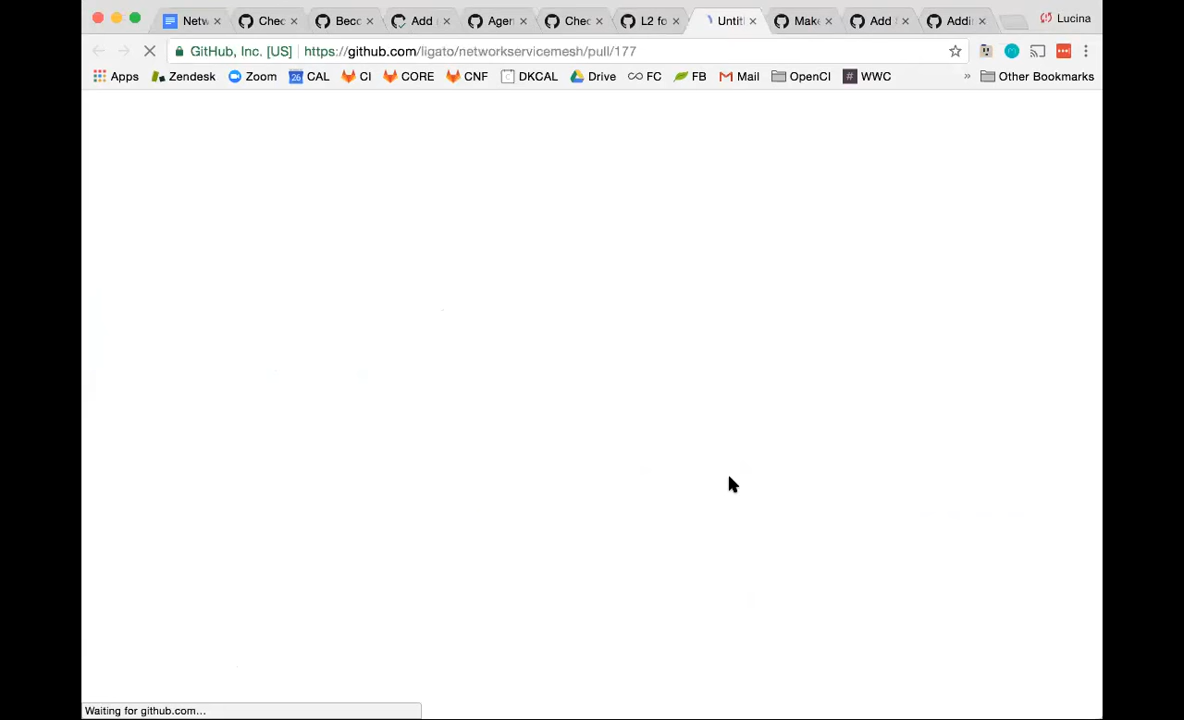 Netw Chec Beco Add Agen Chec L2 fo Untit Make Add Addi Lucina
GitHub, Inc. [US] https://github.com/ligato/networkservicemesh/pull/177
Apps Zendesk Zoom 26 CAL CI CORE CNF C DKCAL Drive FC FB Mail OpenCI # WWC » Other Bookmarks
Waiting for github.com...